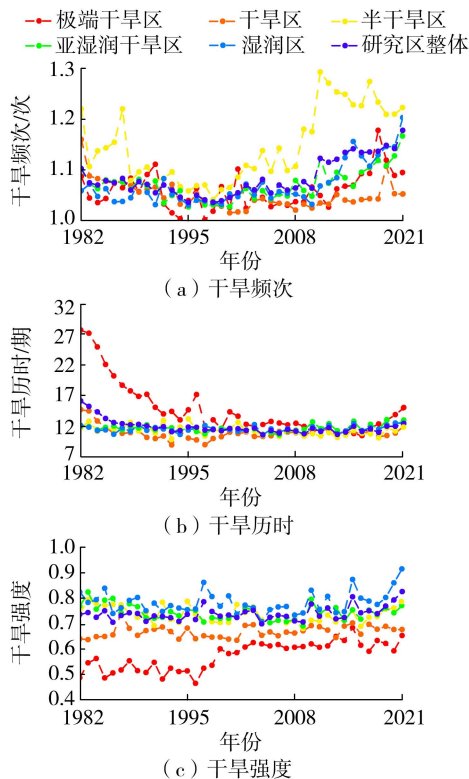 极端干旱区 干旱区 半干旱区
亚湿润干旱区 湿润区 研究区整体
干旱频次/次
1.3
1.2
1.1
1.0
1982 1995 2008 2021
年份
(a)干旱频次
干旱历时/期
32
27
22
17
12
7
1982 1995 2008 2021
年份
(b)干旱历时
干旱强度
1.0
0.9
0.8
0.7
0.6
0.5
0.4
1982 1995 2008 2021
年份
(c)干旱强度